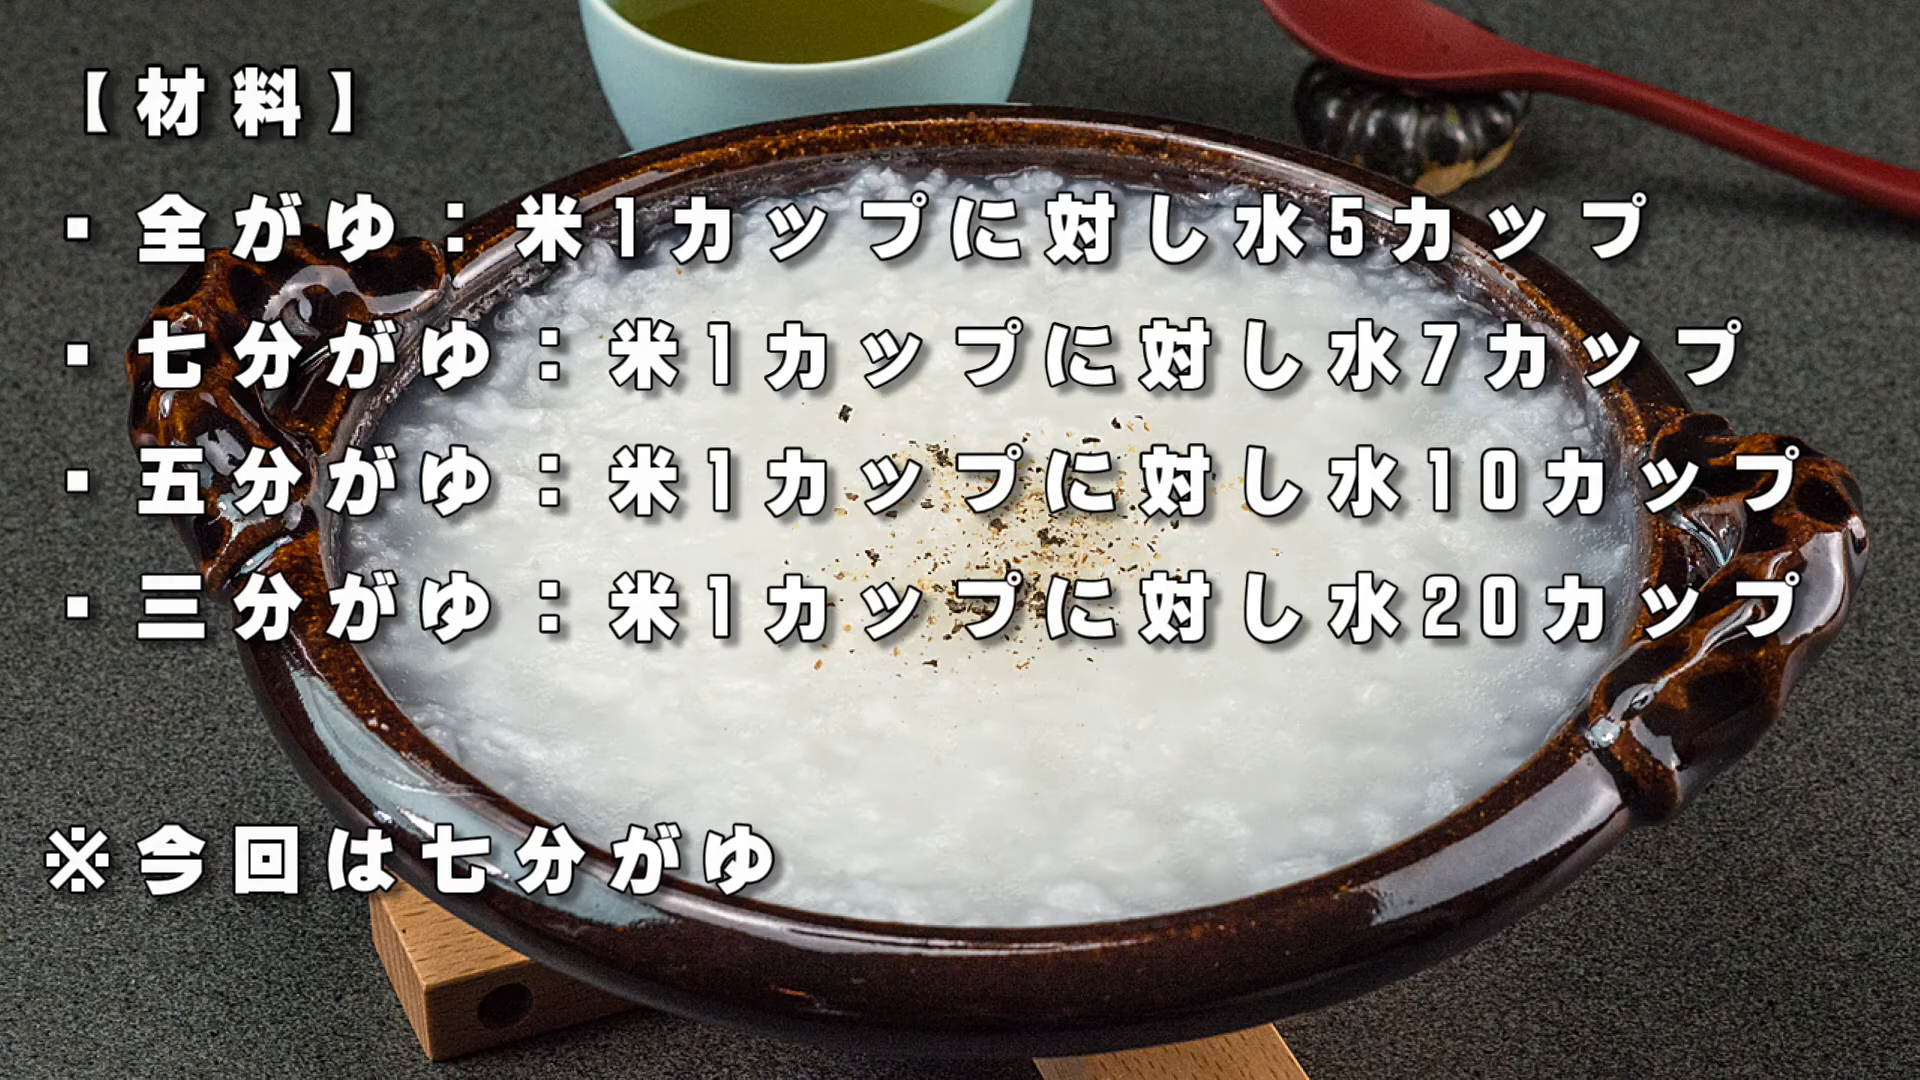 【材料】
・全がゆ：米1カップに対し水5カップ
・七分がゆ：米1カップに対し水7カップ
・五分がゆ：米1カップに対し水10カップ
・三分がゆ：米1カップに対し水20カップ
※今回は七分がゆ